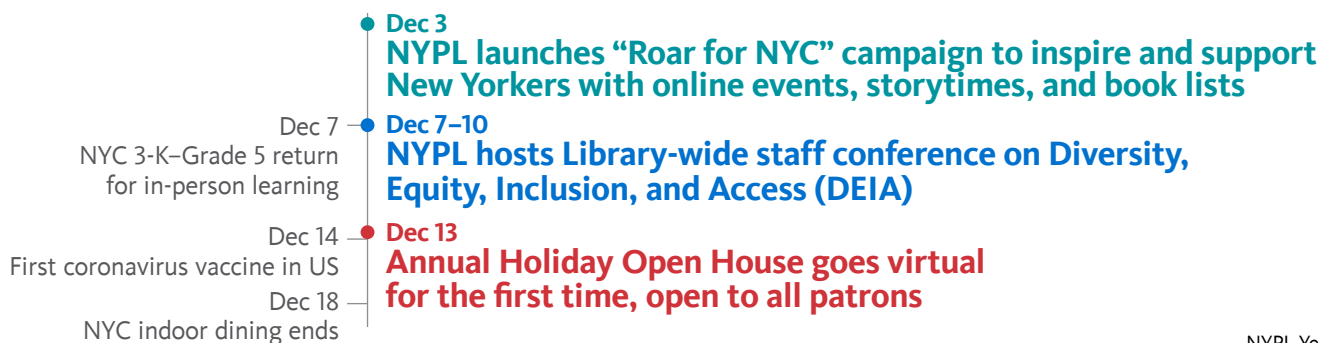 Dec 3
NYPL launches “Roar for NYC” campaign to inspire and support
New Yorkers with online events, storytimes, and book lists
Dec 7
NYC 3-K–Grade 5 return
for in-person learning
Dec 7–10
NYPL hosts Library-wide staff conference on Diversity,
Equity, Inclusion, and Access (DEIA)
Dec 14
First coronavirus vaccine in US
Dec 13
Annual Holiday Open House goes virtual
for the first time, open to all patrons
Dec 18
NYC indoor dining ends
NYPL